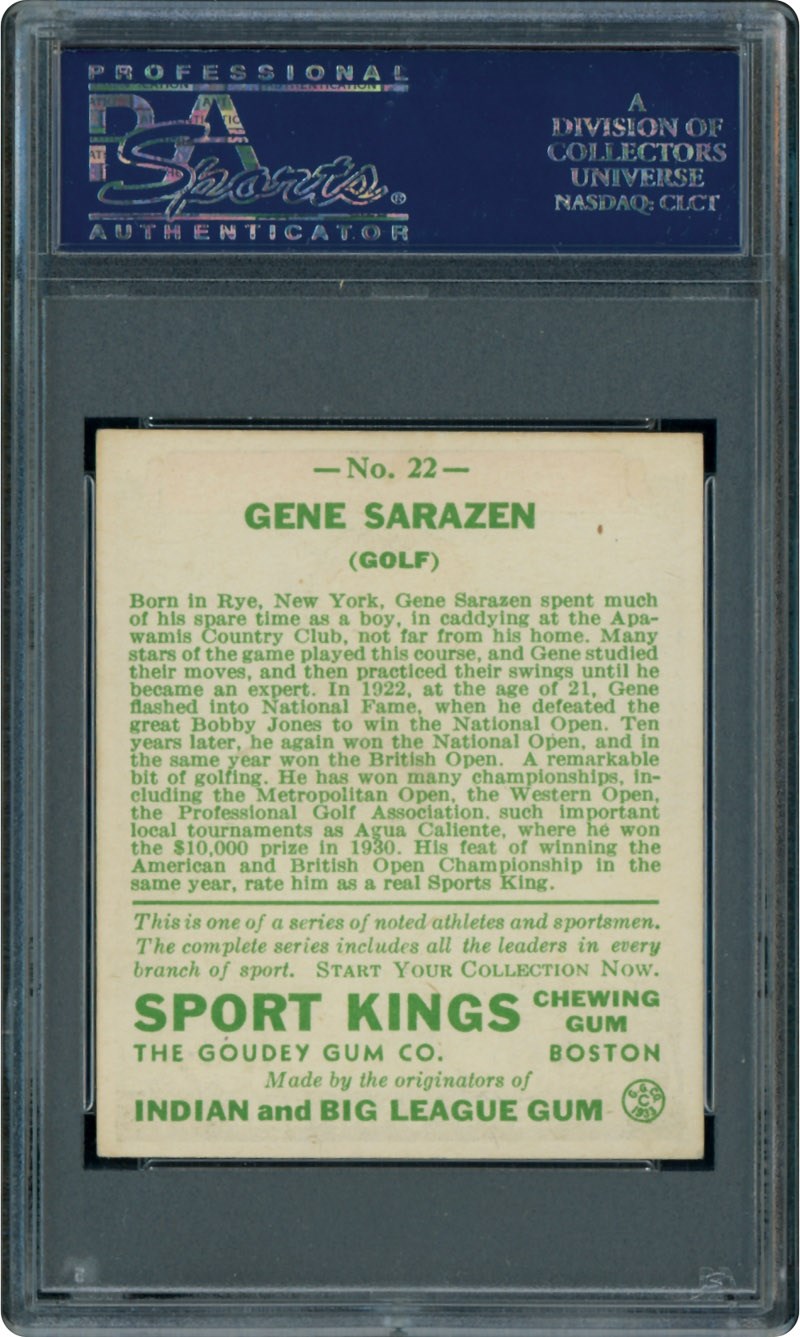 PROFESSIONAL
PSA
Sports®
AUTHENTICATOR
A
DIVISION OF
COLLECTORS
UNIVERSE
NASDAQ: CLCT
—No. 22—
GENE SARAZEN
(GOLF)
Born in Rye, New York, Gene Sarazen spent much
of his spare time as a boy, in caddying at the Apa-
wamis Country Club, not far from his home. Many
stars of the game played this course, and Gene studied
their moves, and then practiced their swings until he
became an expert. In 1922, at the age of 21, Gene
flashed into National Fame, when he defeated the
great Bobby Jones to win the National Open. Ten
years later, he again won the National Open, and in
the same year won the British Open. A remarkable
bit of golfing. He has won many championships, in-
cluding the Metropolitan Open, the Western Open,
the Professional Golf Association. such important
local tournaments as Agua Caliente, where he won
the $10,000 prize in 1930. His feat of winning the
American and British Open Championship in the
same year, rate him as a real Sports King.
This is one of a series of noted athletes and sportsmen.
The complete series includes all the leaders in every
branch of sport. START YOUR COLLECTION NOW.
SPORT KINGS CHEWING GUM
THE GOUDEY GUM CO. BOSTON
Made by the originators of
INDIAN and BIG LEAGUE GUM
G.G.CO.
C
1933